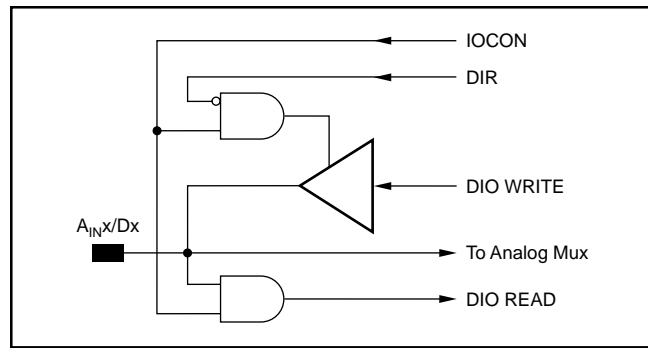 IOCON
DIR
DIO WRITE
AINx/Dx
To Analog Mux
DIO READ